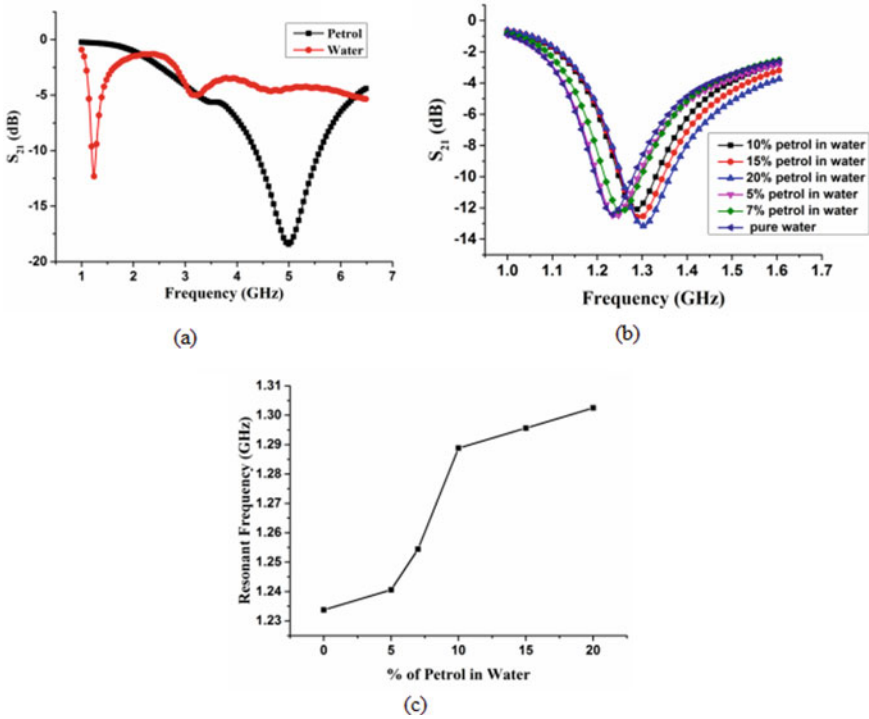 0
-5
-10
-15
-20
S21 (dB)
Petrol
Water
1 2 3 4 5 6 7
Frequency (GHz)
(a)
0
-2
-4
-6
-8
-10
-12
-14
S21 (dB)
10% petrol in water
15% petrol in water
20% petrol in water
5% petrol in water
7% petrol in water
pure water
1.0 1.1 1.2 1.3 1.4 1.5 1.6 1.7
Frequency (GHz)
(b)
1.31
1.30
1.29
1.28
1.27
1.26
1.25
1.24
1.23
Resonant Frequency (GHz)
0 5 10 15 20
% of Petrol in Water
(c)